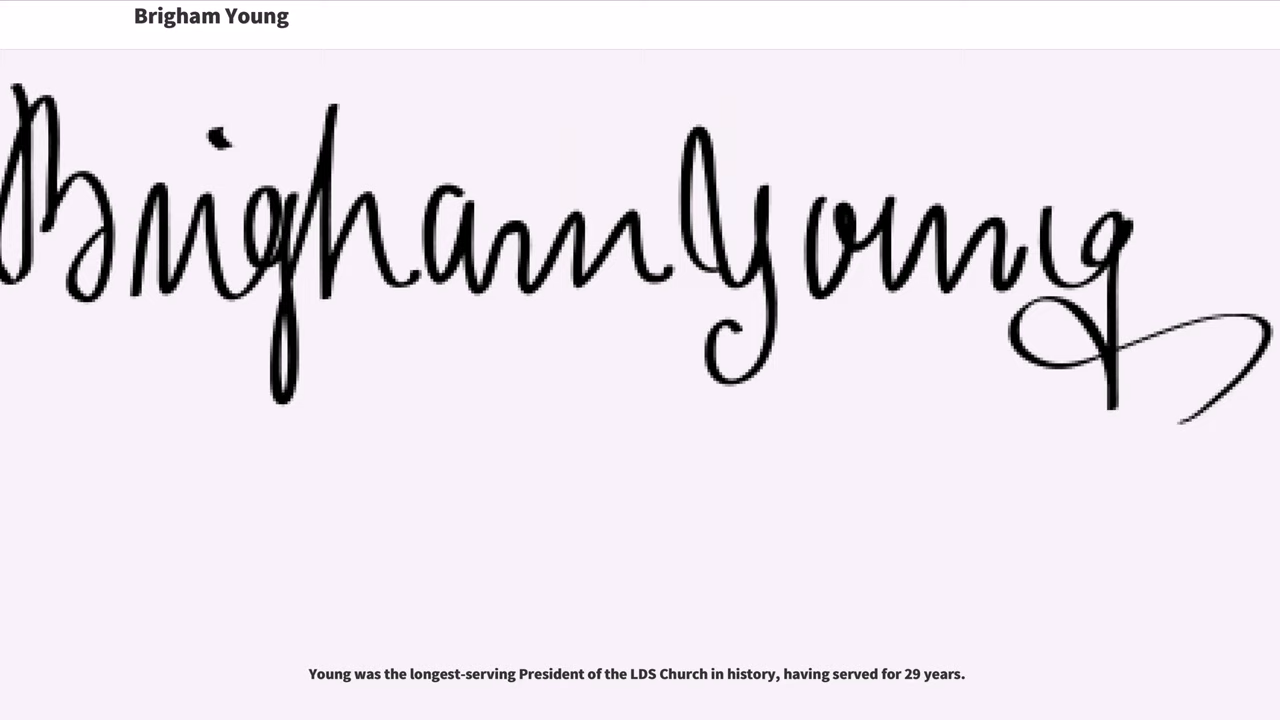 Brigham Young
Brigham Young
Young was the longest-serving President of the LDS Church in history, having served for 29 years.